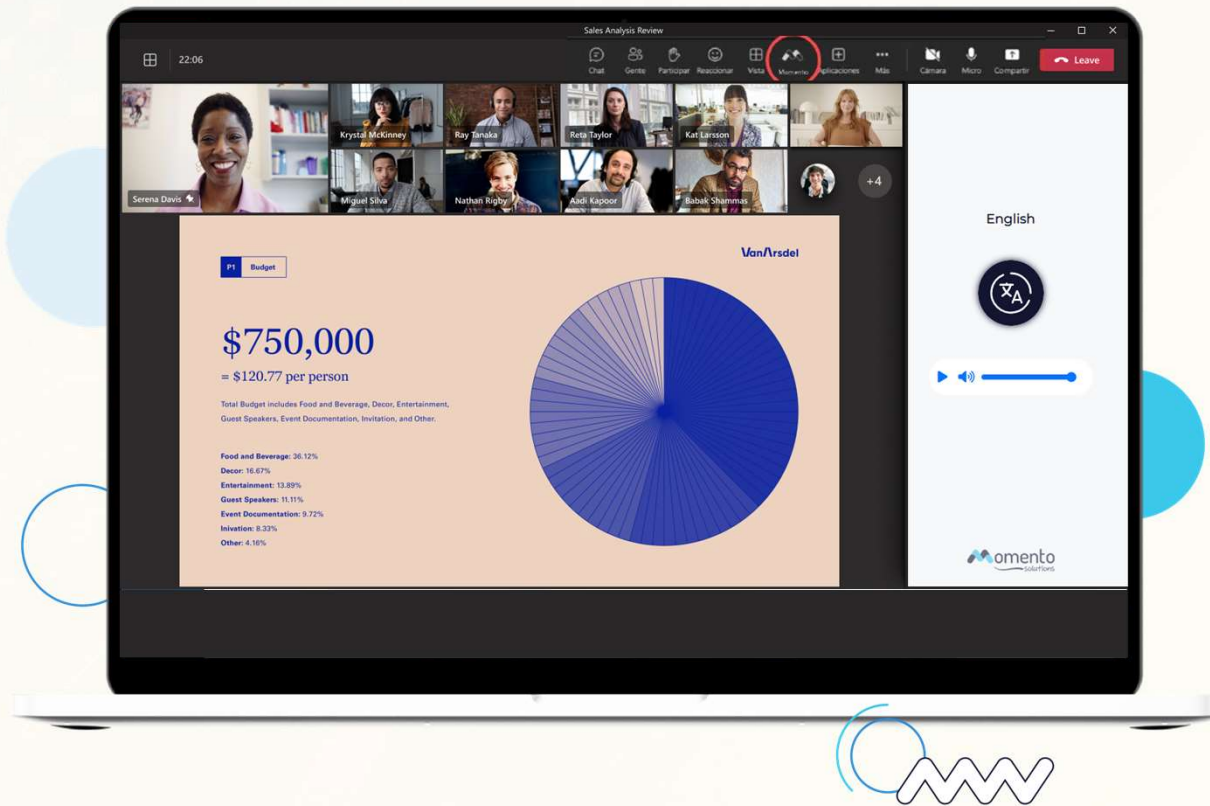 Sales Analysis Review
22:06
Chat
Gente
Participar
Reaccionar
Vista
Momento
Aplicaciones
Más
Cámara
Micro
Compartir
Leave
Serena Davis
Krystal McKinney
Ray Tanaka
Reta Taylor
Kat Larsson
Miguel Silva
Nathan Rigby
Aadi Kapoor
Babak Shammas
+4
P1 Budget
VanArsdel
$750,000
= $120.77 per person
Total Budget includes Food and Beverage, Decor, Entertainment,
Guest Speakers, Event Documentation, Invitation, and Other.
Food and Beverage: 36.12%
Decor: 16.67%
Entertainment: 13.89%
Guest Speakers: 11.11%
Event Documentation: 9.72%
Inivation: 8.33%
Other: 4.16%
English
文A
Momento
solutions